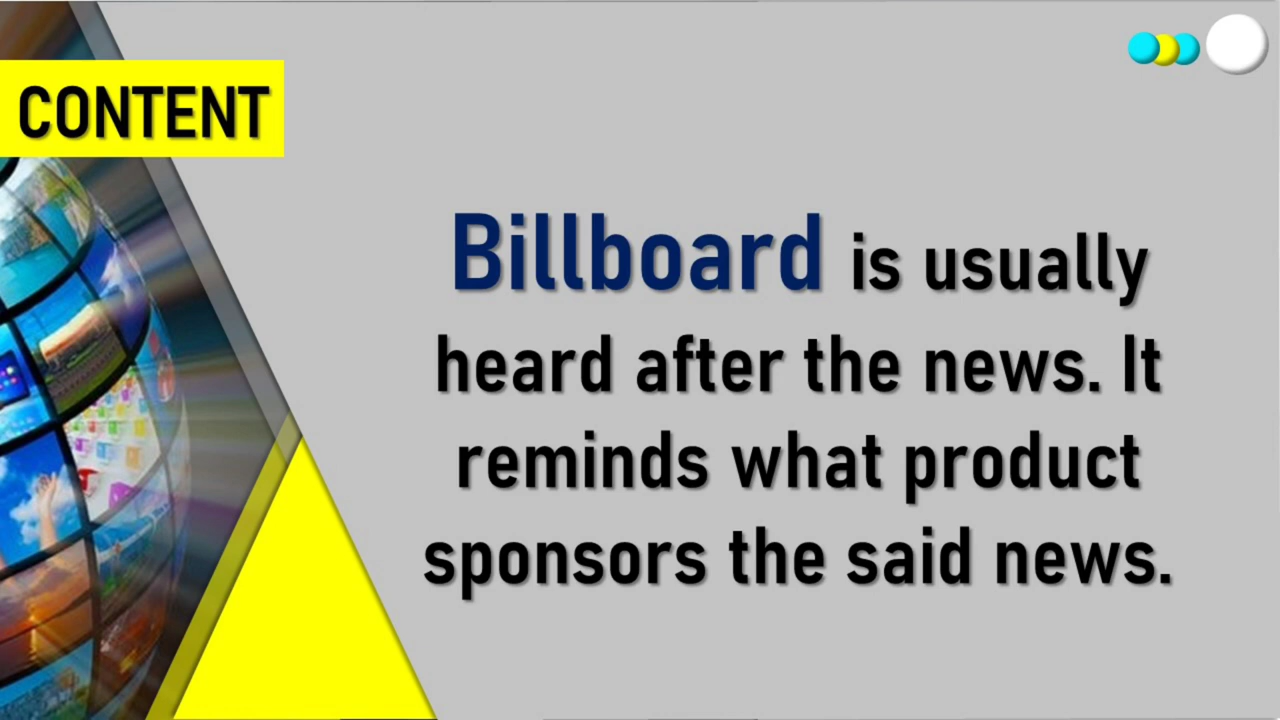 CONTENT
Billboard is usually
heard after the news. It
reminds what product
sponsors the said news.